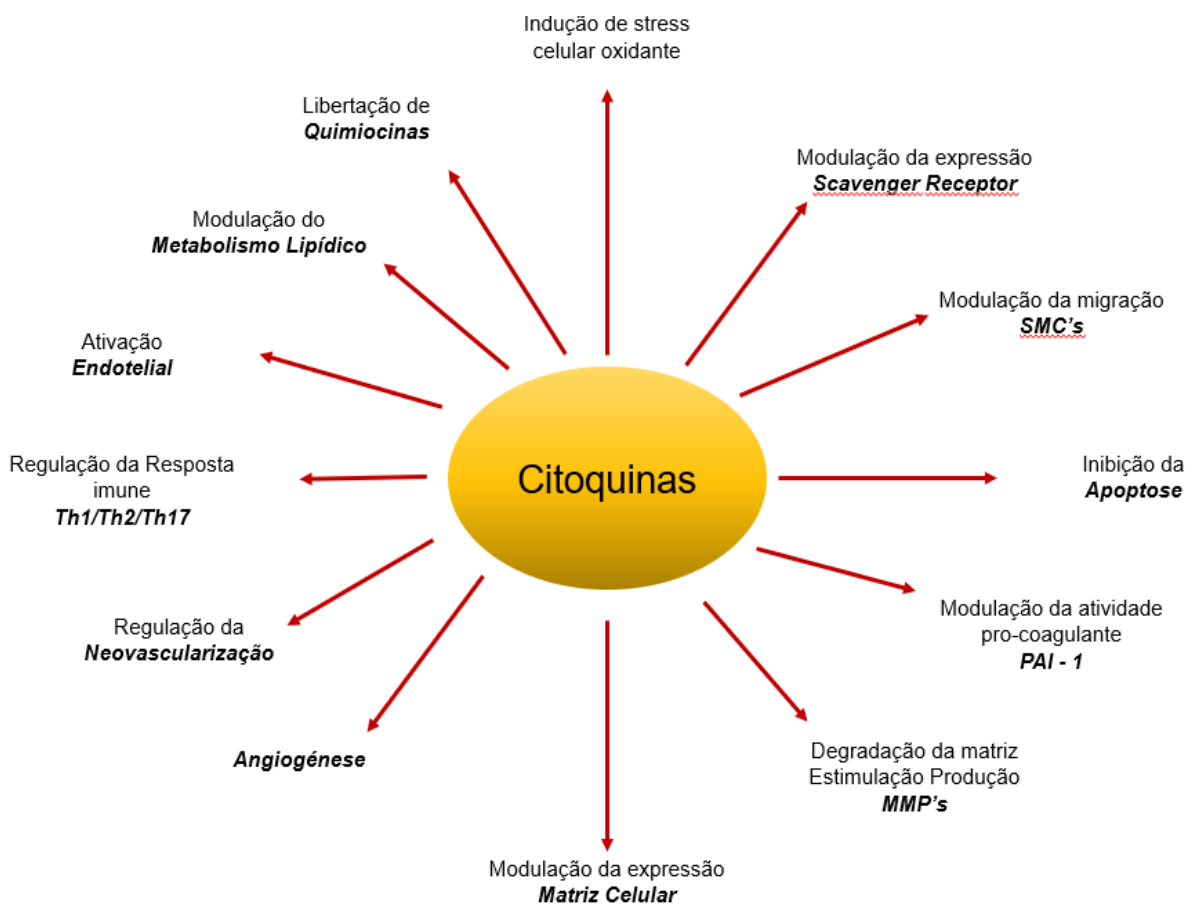 Indução de stress
celular oxidante
Libertação de
Quimiocinas
Modulação da expressão
Scavenger Receptor
Modulação do
Metabolismo Lipídico
Modulação da migração
SMC's
Ativação
Endotelial
Citoquinas
Regulação da Resposta
imune
Th1/Th2/Th17
Inibição da
Apoptose
Regulação da
Neovascularização
Modulação da atividade
pro-coagulante
PAI - 1
Angiogénese
Degradação da matriz
Estimulação Produção
MMP's
Modulação da expressão
Matriz Celular